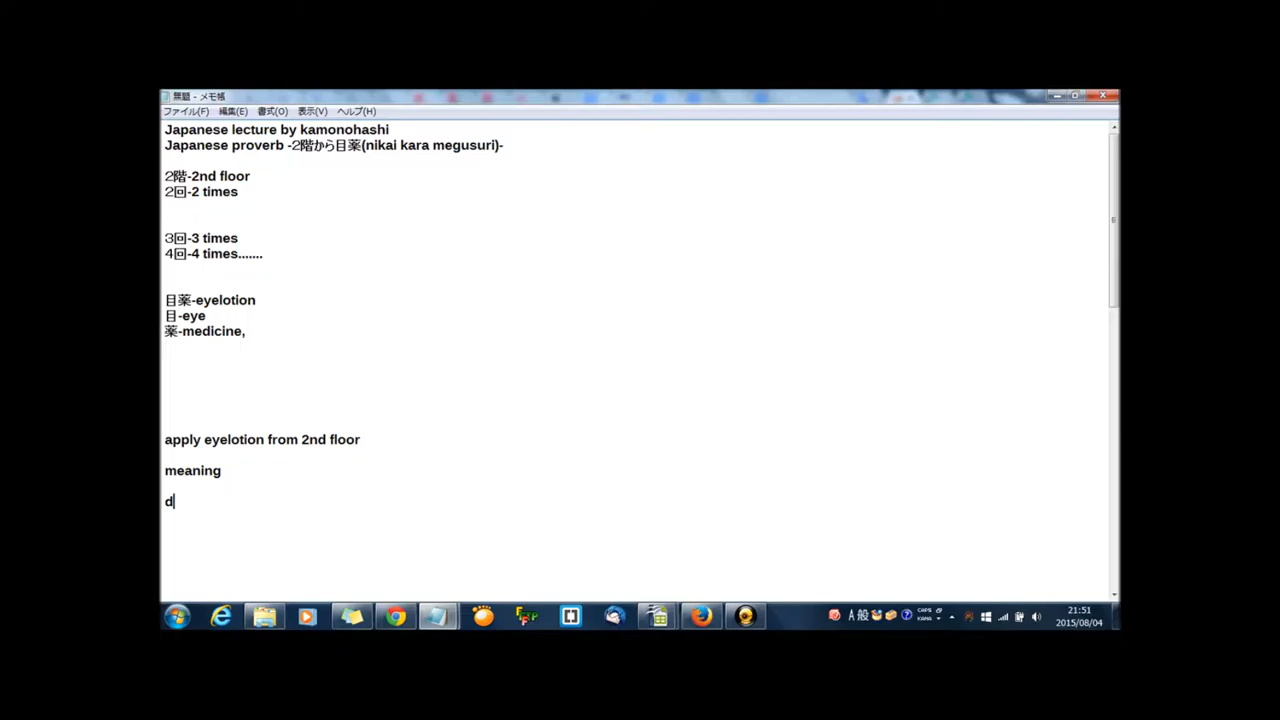 無題 - メモ帳
ファイル(F) 編集(E) 書式(O) 表示(V) ヘルプ(H)
Japanese lecture by kamonohashi
Japanese proverb -2階から目薬(nikai kara megusuri)-
2階-2nd floor
2回-2 times
3回-3 times
4回-4 times.......
目薬-eyelotion
目-eye
薬-medicine,
apply eyelotion from 2nd floor
meaning
d
A 般 CAPS KANA
21:51
2015/08/04